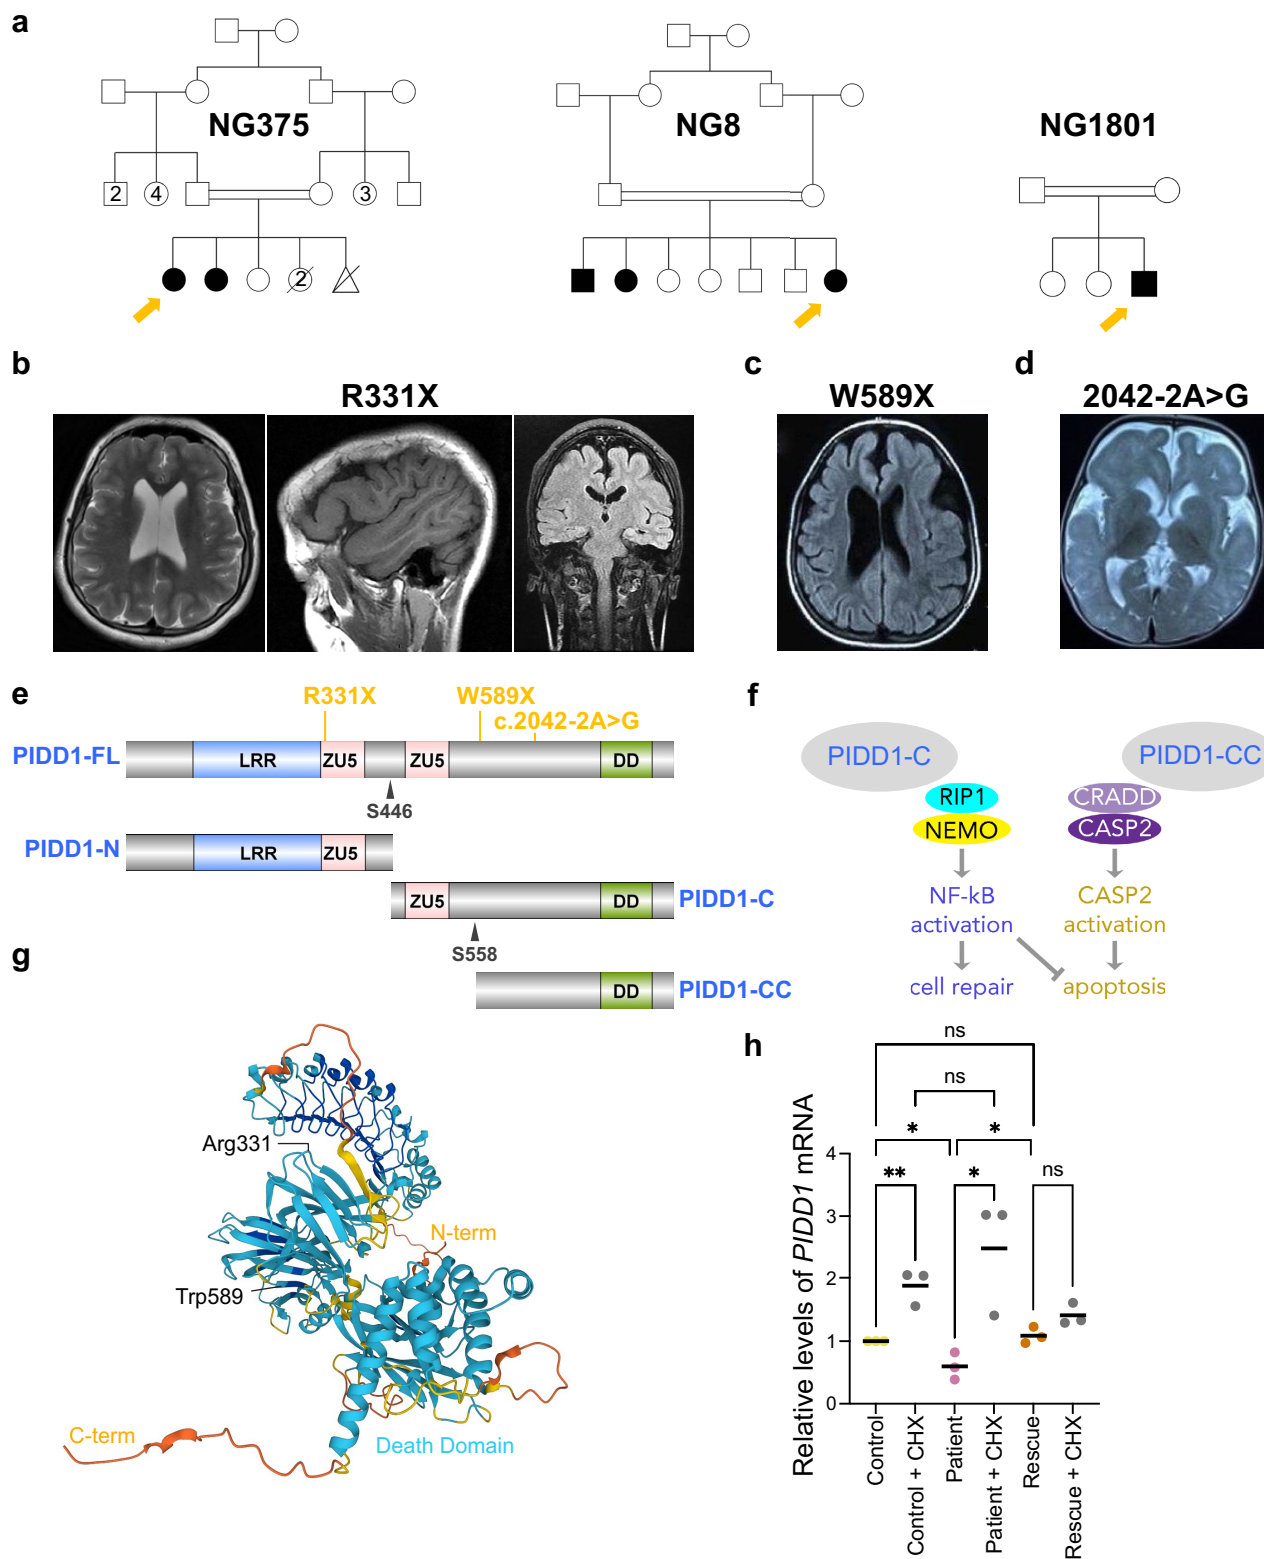 a
NG375
NG8
NG1801
2
4
3
2
b
R331X
c
W589X
d
2042-2A>G
e
R331X
W589X
c.2042-2A>G
PIDD1-FL
LRR
ZU5
ZU5
DD
S446
PIDD1-N
LRR
ZU5
ZU5
DD
PIDD1-C
S558
DD
PIDD1-CC
f
PIDD1-C
PIDD1-CC
RIP1
CRADD
NEMO
CASP2
NF-kB
activation
CASP2
activation
cell repair
apoptosis
g
Arg331
N-term
Trp589
C-term
Death Domain
h
ns
ns
*
*
**
*
ns
Relative levels of PIDD1 mRNA
4
3
2
1
0
Control
Control + CHX
Patient
Patient + CHX
Rescue
Rescue + CHX